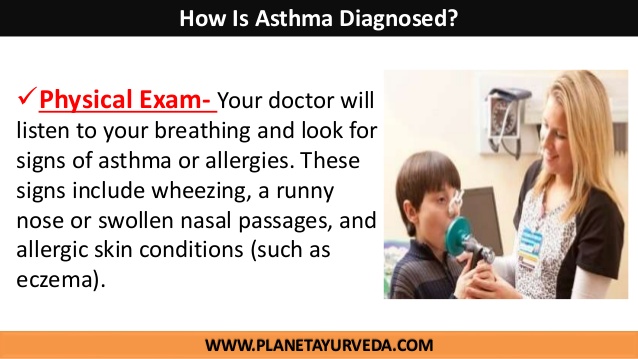 How Is Asthma Diagnosed?
✓Physical Exam- Your doctor will
listen to your breathing and look for
signs of asthma or allergies. These
signs include wheezing, a runny
nose or swollen nasal passages, and
allergic skin conditions (such as
eczema).
WWW.PLANETAYURVEDA.COM